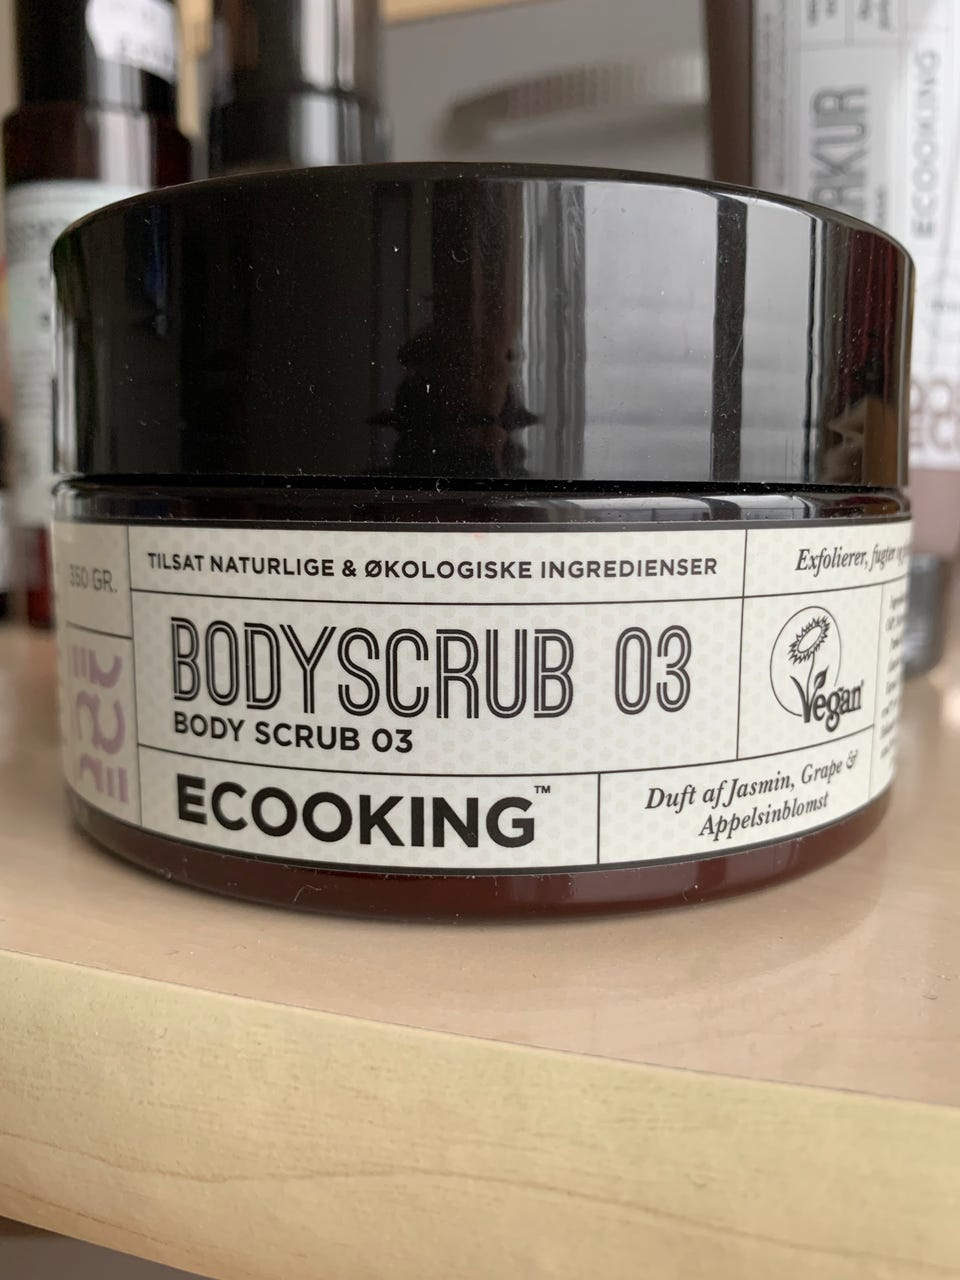 350 GR.
TILSAT NATURLIGE & ØKOLOGISKE INGREDIENSER
Exfolierer, fugter
BODYSCRUB 03
BODY SCRUB 03
Vegan
ECOOKING™
Duft af Jasmin, Grape &
Appelsinblomst
ECOOKING